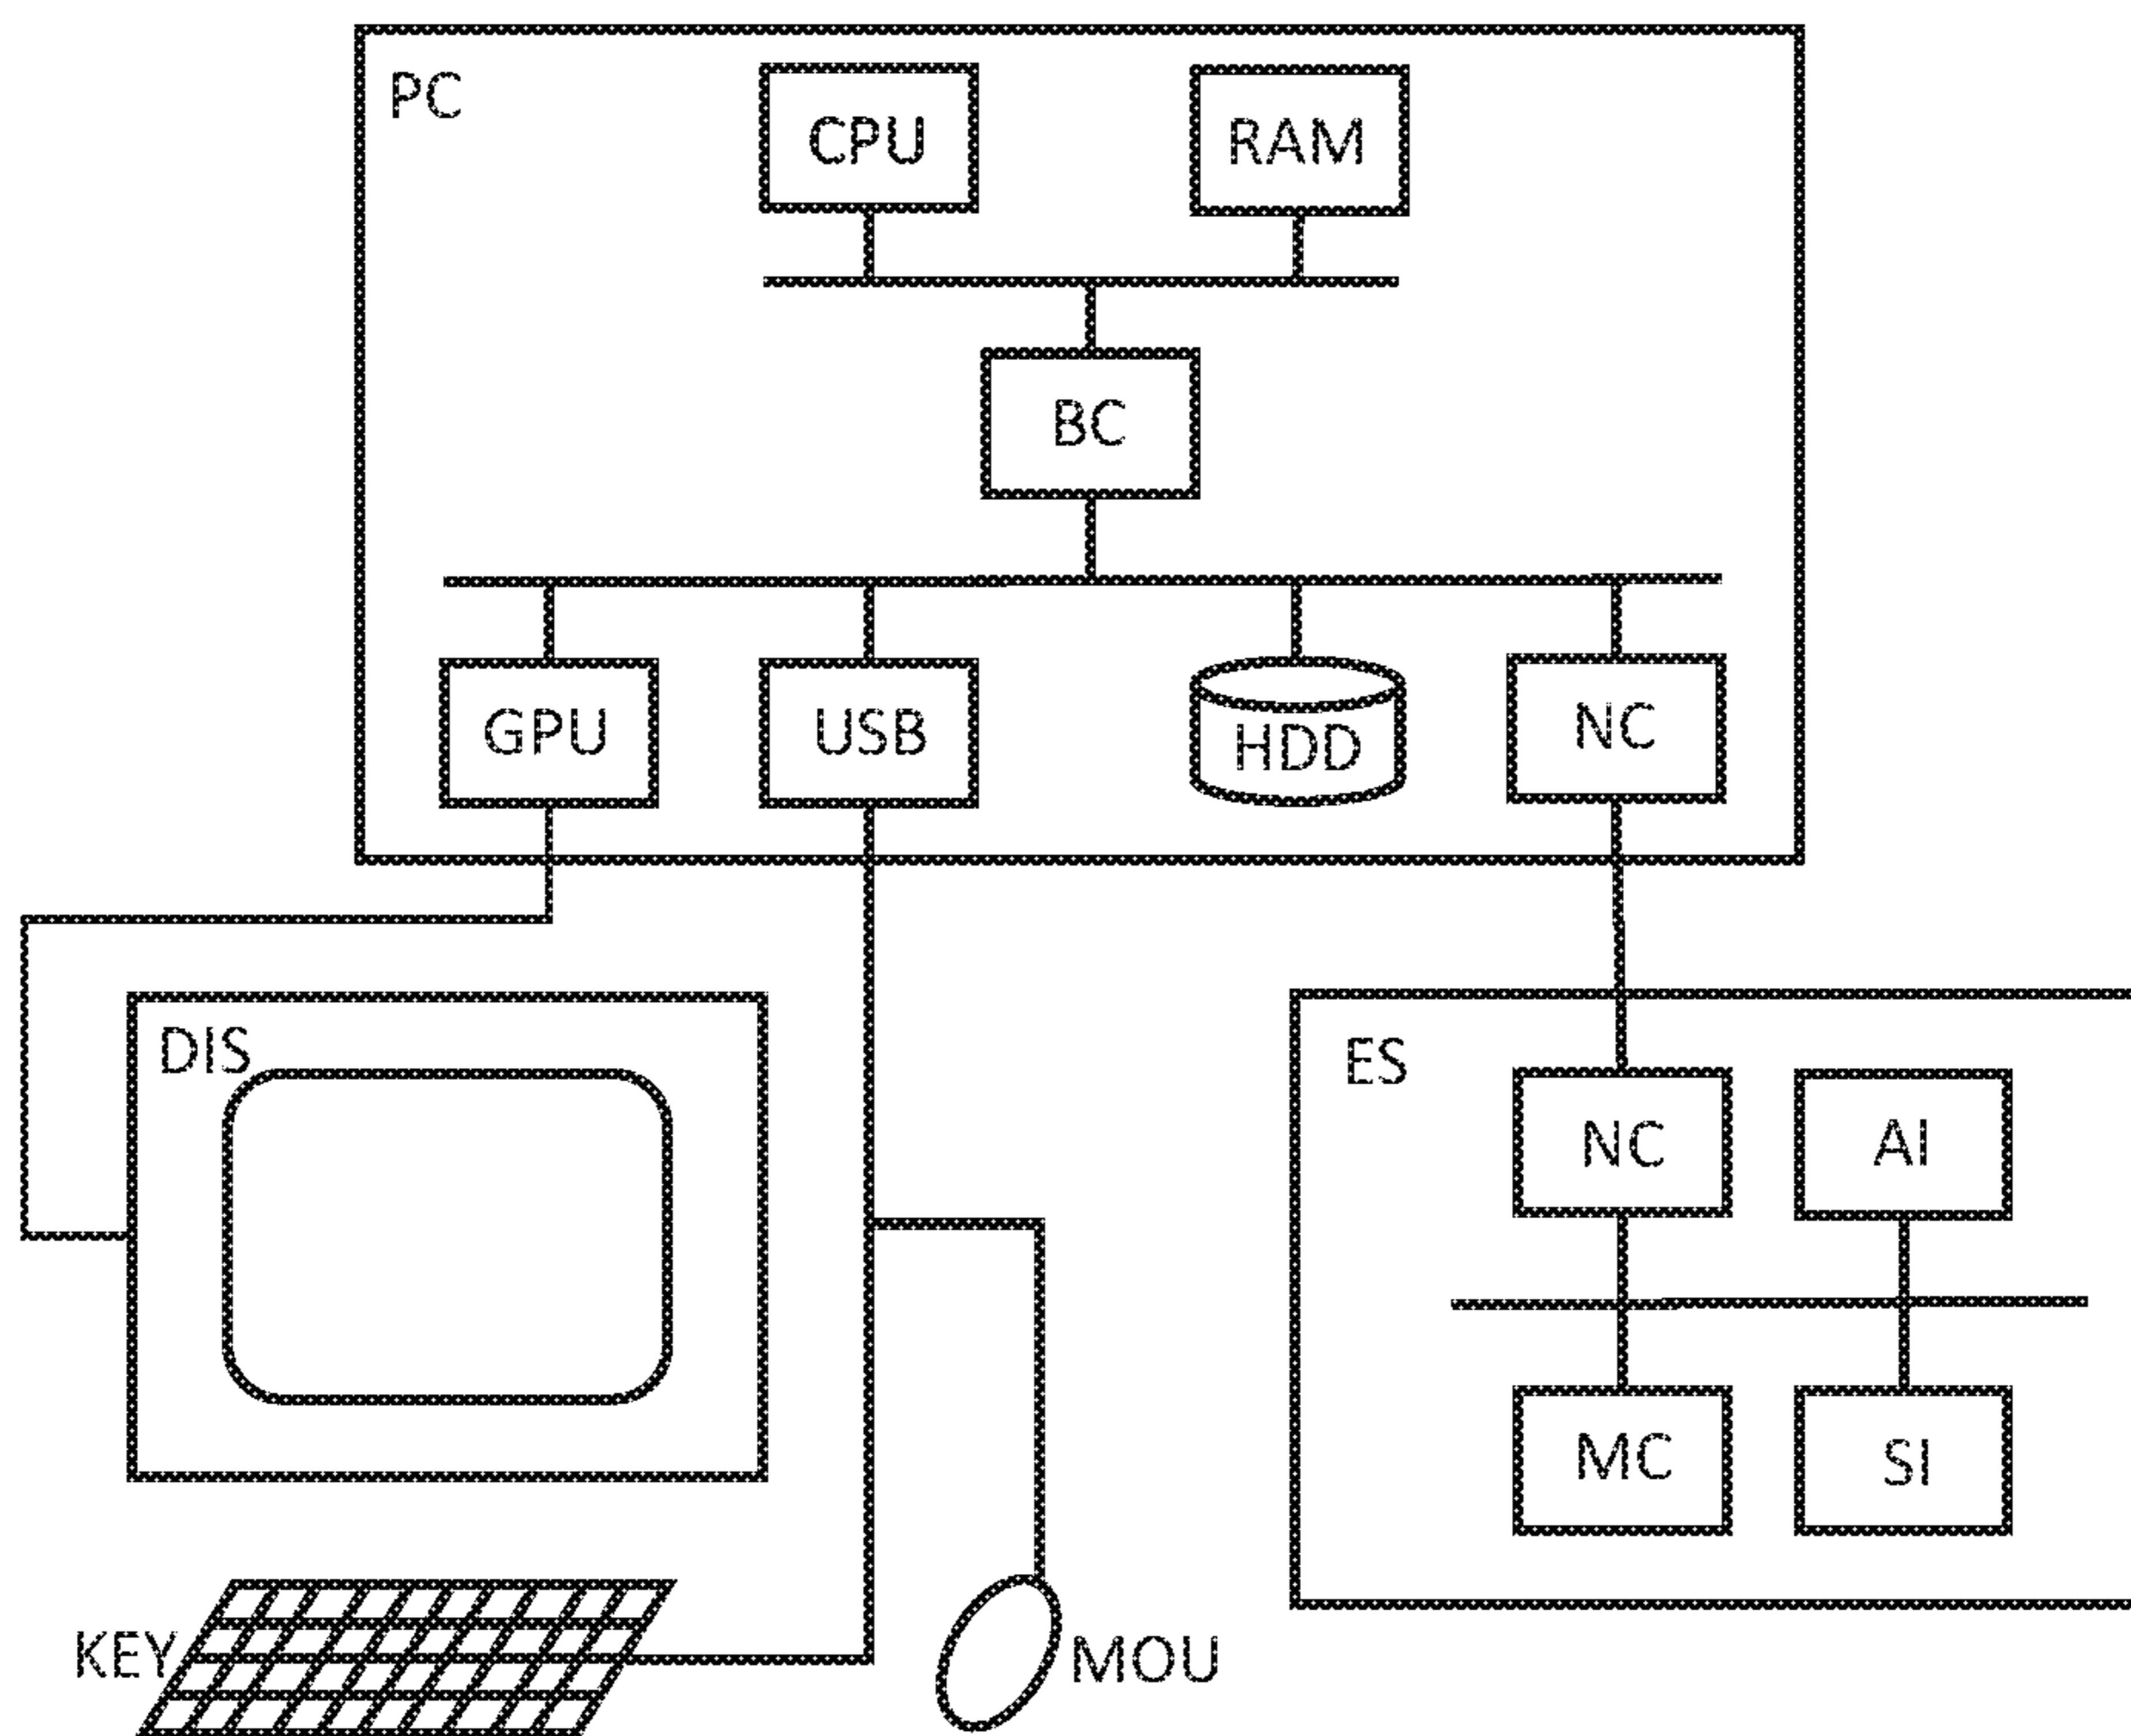 PC
CPU
RAM
BC
GPU
USB
HDD
NC
DIS
ES
NC
AI
MC
SI
KEY
MOU